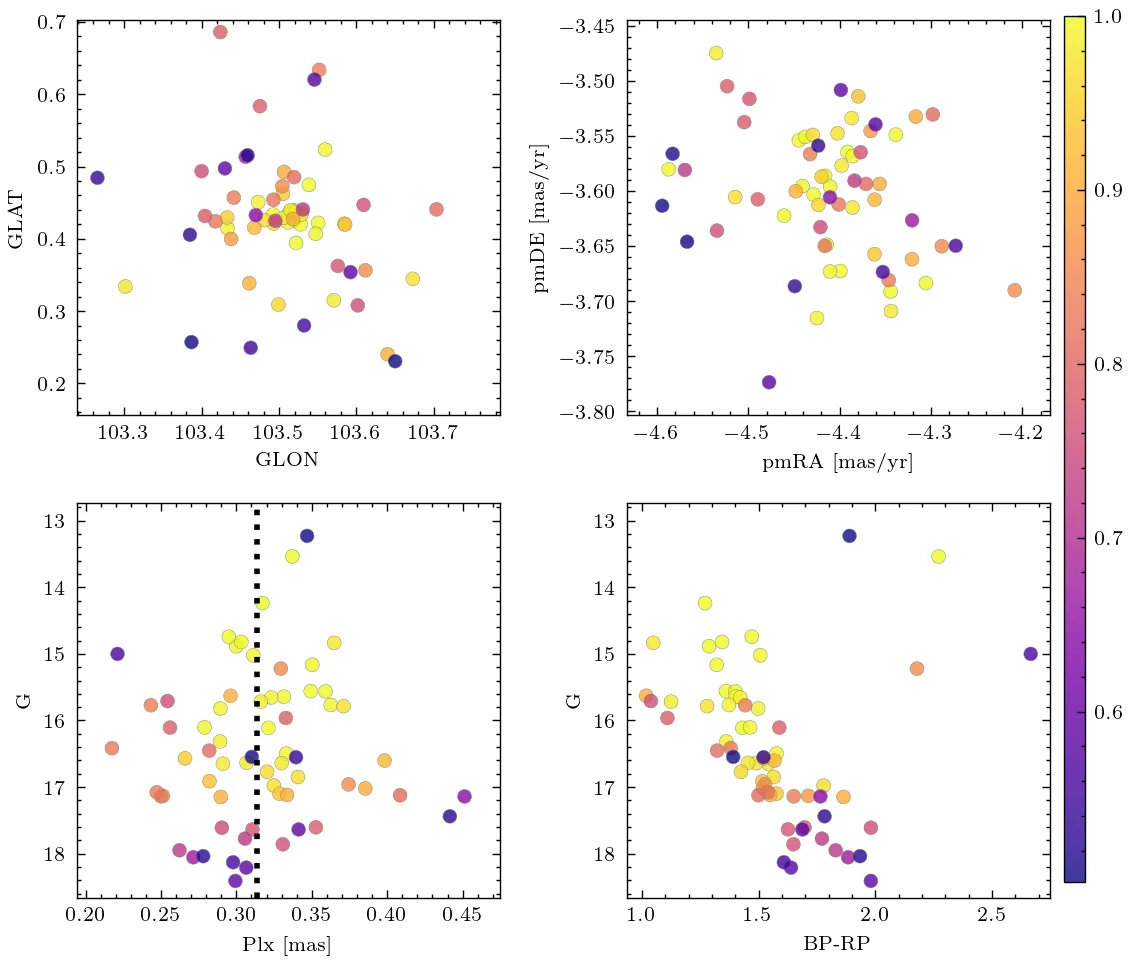 0.7
0.6
0.5
0.4
0.3
0.2
GLAT
103.3 103.4 103.5 103.6 103.7
GLON
−3.45
−3.50
−3.55
−3.60
−3.65
−3.70
−3.75
−3.80
pmDE [mas/yr]
−4.6 −4.5 −4.4 −4.3 −4.2
pmRA [mas/yr]
1.0
0.9
0.8
0.7
0.6
13
14
15
16
17
18
G
0.20 0.25 0.30 0.35 0.40 0.45
Plx [mas]
13
14
15
16
17
18
G
1.0 1.5 2.0 2.5
BP-RP